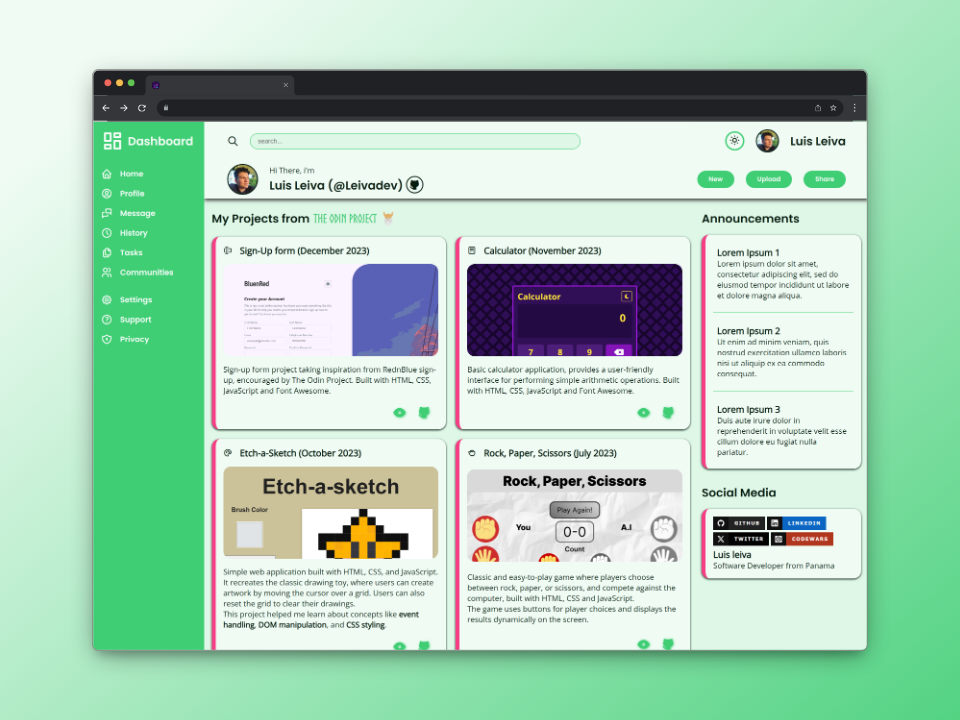 Dashboard
search...
Luis Leiva
Home
Profile
Message
History
Tasks
Communities
Settings
Support
Privacy
Hi There, i'm
Luis Leiva (@Leivadev)
New
Upload
Share
My Projects from THE ODIN PROJECT
Sign-Up form (December 2023)
BluenRed
Create your Account
Sign-up form project taking inspiration from RednBlue sign-
up, encouraged by The Odin Project. Built with HTML, CSS,
JavaScript and Font Awesome.
Calculator (November 2023)
Calculator
0
7 8 9
Basic calculator application, provides a user-friendly
interface for performing simple arithmetic operations. Built
with HTML, CSS, JavaScript and Font Awesome.
Etch-a-Sketch (October 2023)
Etch-a-sketch
Brush Color
Simple web application built with HTML, CSS, and JavaScript.
It recreates the classic drawing toy, where users can create
artwork by moving the cursor over a grid. Users can also
reset the grid to clear their drawings.
This project helped me learn about concepts like event
handling, DOM manipulation, and CSS styling.
Rock, Paper, Scissors (July 2023)
Rock, Paper, Scissors
Play Again!
You
0-0
A.I
Count
Classic and easy-to-play game where players choose
between rock, paper, or scissors, and compete against the
computer, built with HTML, CSS and JavaScript.
The game uses buttons for player choices and displays the
results dynamically on the screen.
Announcements
Lorem Ipsum 1
Lorem ipsum dolor sit amet,
consectetur adipiscing elit, sed do
eiusmod tempor incididunt ut labore
et dolore magna aliqua.
Lorem Ipsum 2
Ut enim ad minim veniam, quis
nostrud exercitation ullamco laboris
nisi ut aliquip ex ea commodo
consequat.
Lorem Ipsum 3
Duis aute irure dolor in
reprehenderit in voluptate velit esse
cillum dolore eu fugiat nulla
pariatur.
Social Media
GITHUB
LINKEDIN
TWITTER
CODEWARS
Luis leiva
Software Developer from Panama